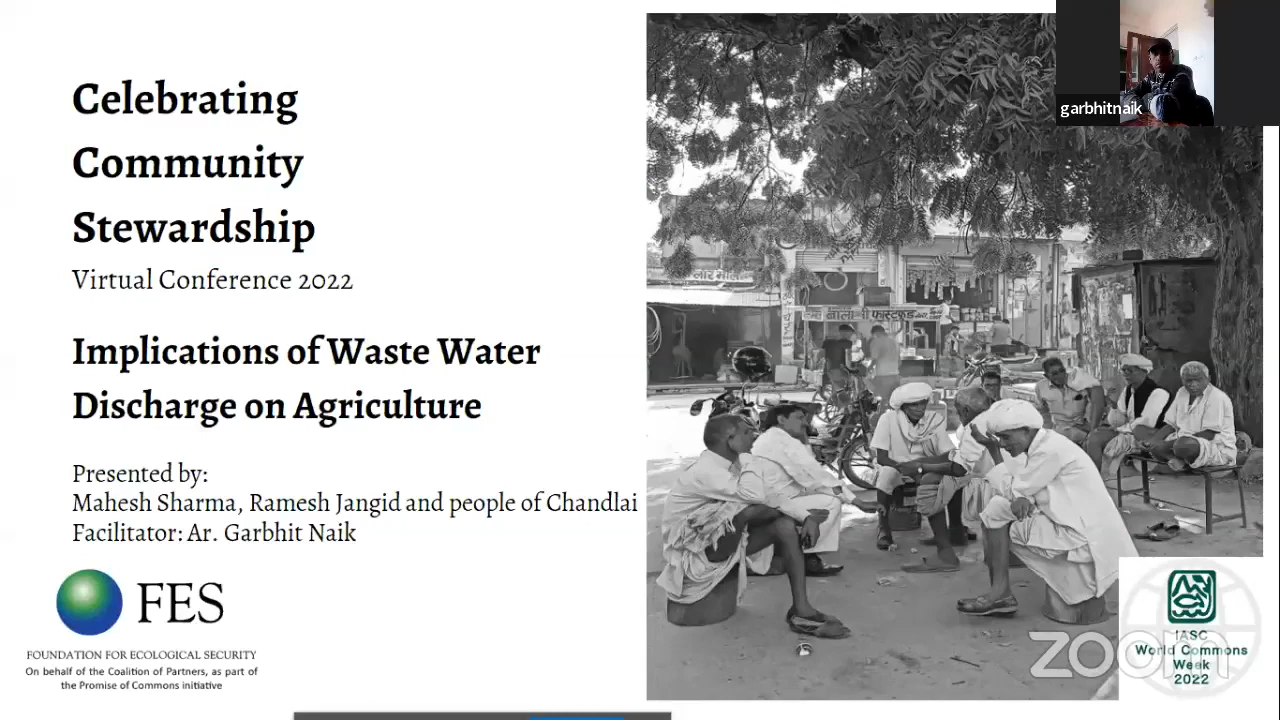 Celebrating
Community
Stewardship
Virtual Conference 2022
Implications of Waste Water
Discharge on Agriculture
Presented by:
Mahesh Sharma, Ramesh Jangid and people of Chandlai
Facilitator: Ar. Garbhit Naik
FES
FOUNDATION FOR ECOLOGICAL SECURITY
On behalf of the Coalition of Partners, as part of
the Promise of Commons initiative
garbhitnaik
IASC
World Commons
Week
2022
zoom